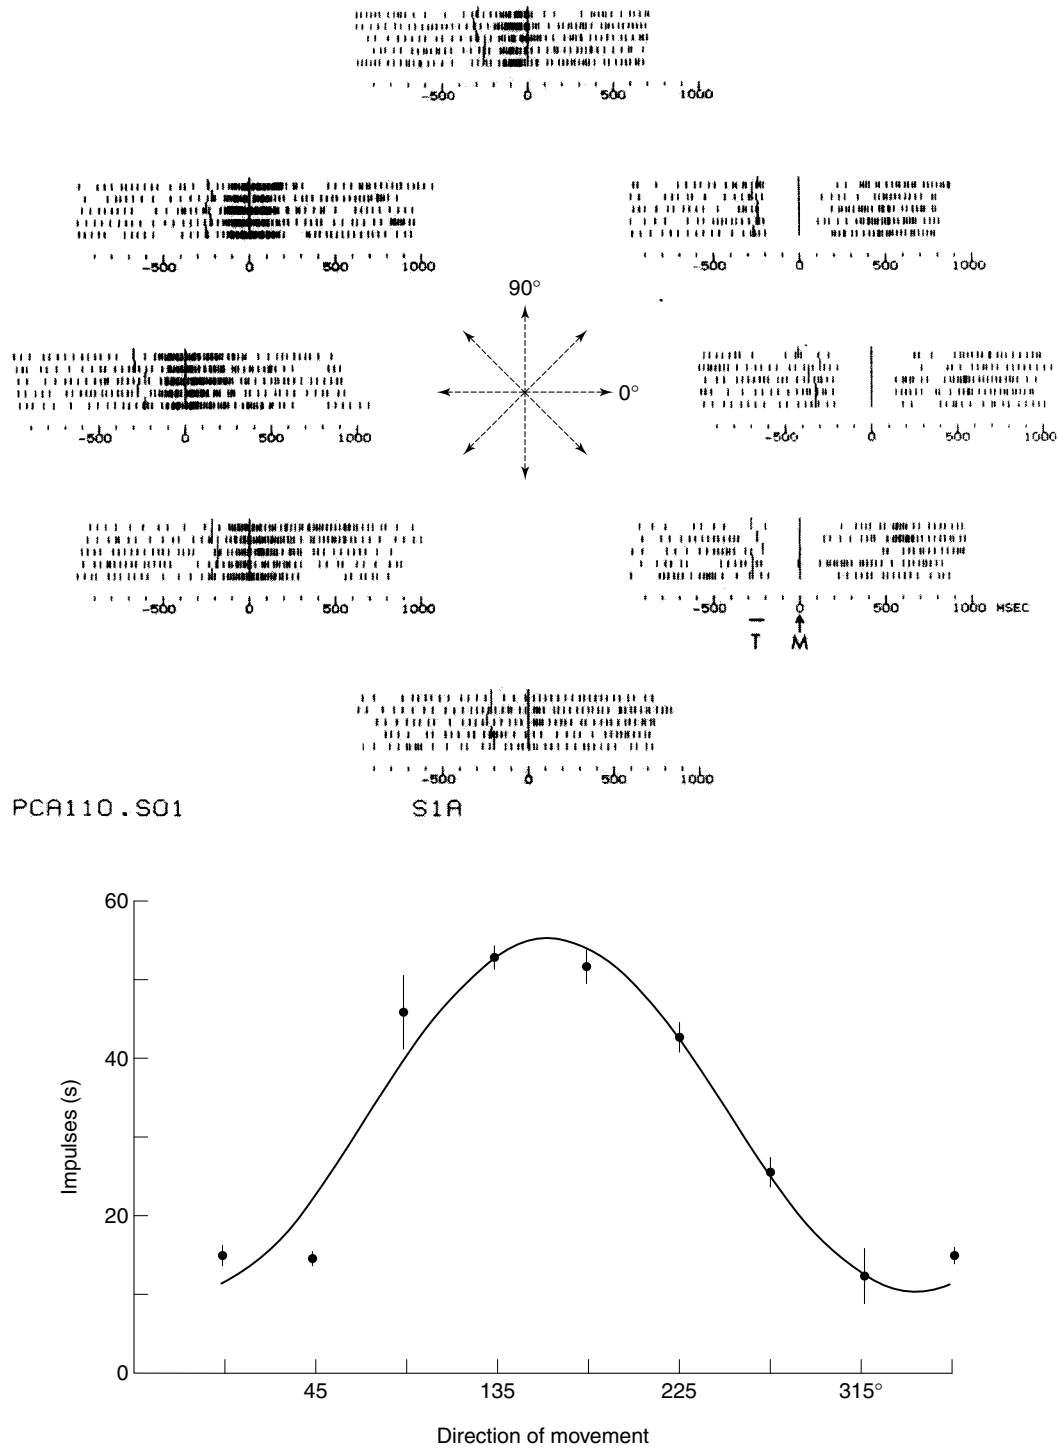 -500 0 500 1000
-500 0 500 1000
-500 0 500 1000
90°
0°
-500 0 500 1000
-500 0 500 1000
-500 0 500 1000
-500 0 500 1000 MSEC
T M
-500 0 500 1000
PCA110.S01 S1A
60
40
20
0
Impulses (s)
45 135 225 315°
Direction of movement